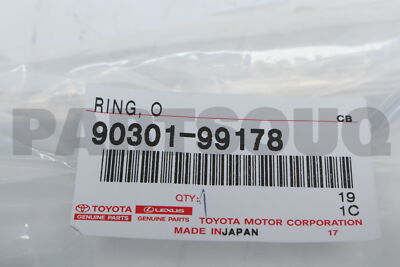 RING, O
CB
90301-99178
PARTSOUQ
QTY: 1
19
1C
TOYOTA
GENUINE PARTS
LEXUS
GENUINE PARTS
TOYOTA MOTOR CORPORATION
MADE IN JAPAN
17